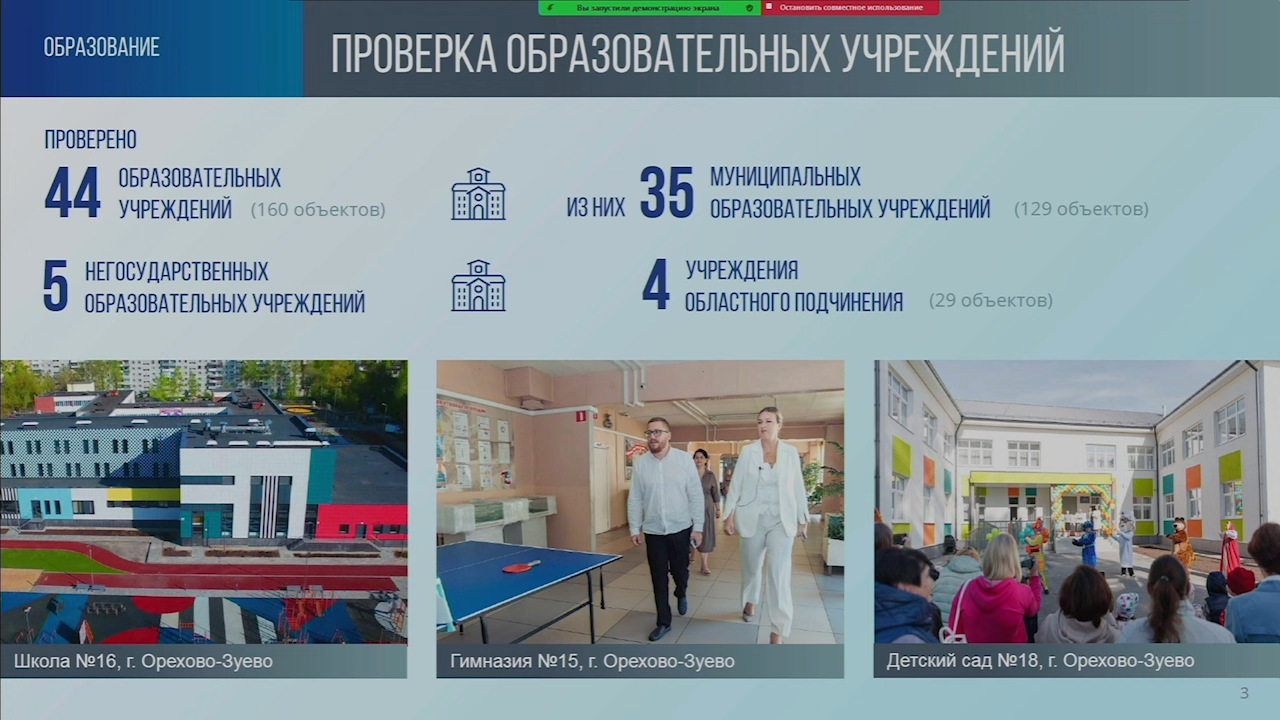 Вы запустили демонстрацию экрана
Остановить совместное использование
ОБРАЗОВАНИЕ
ПРОВЕРКА ОБРАЗОВАТЕЛЬНЫХ УЧРЕЖДЕНИЙ
ПРОВЕРЕНО
44 ОБРАЗОВАТЕЛЬНЫХ
УЧРЕЖДЕНИЙ (160 объектов)
ИЗ НИХ 35 МУНИЦИПАЛЬНЫХ
ОБРАЗОВАТЕЛЬНЫХ УЧРЕЖДЕНИЙ (129 объектов)
5 НЕГОСУДАРСТВЕННЫХ
ОБРАЗОВАТЕЛЬНЫХ УЧРЕЖДЕНИЙ
4 УЧРЕЖДЕНИЯ
ОБЛАСТНОГО ПОДЧИНЕНИЯ (29 объектов)
1
Школа №16, г. Орехово-Зуево
Гимназия №15, г. Орехово-Зуево
Детский сад №18, г. Орехово-Зуево
3